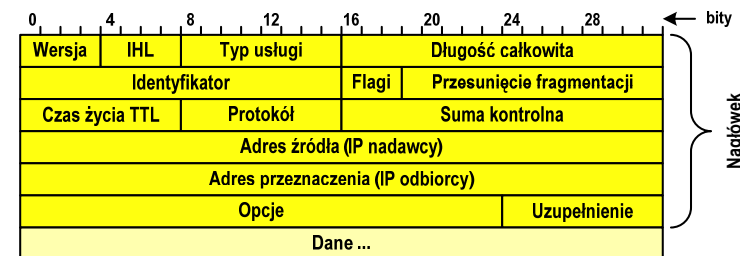 0 4 8 12 16 20 24 28 bity
Wersja IHL Typ usługi Długość całkowita
Identyfikator Flagi Przesunięcie fragmentacji
Czas życia TTL Protokół Suma kontrolna
Adres źródła (IP nadawcy)
Adres przeznaczenia (IP odbiorcy)
Opcje Uzupełnienie
Dane ...
Nagłówek